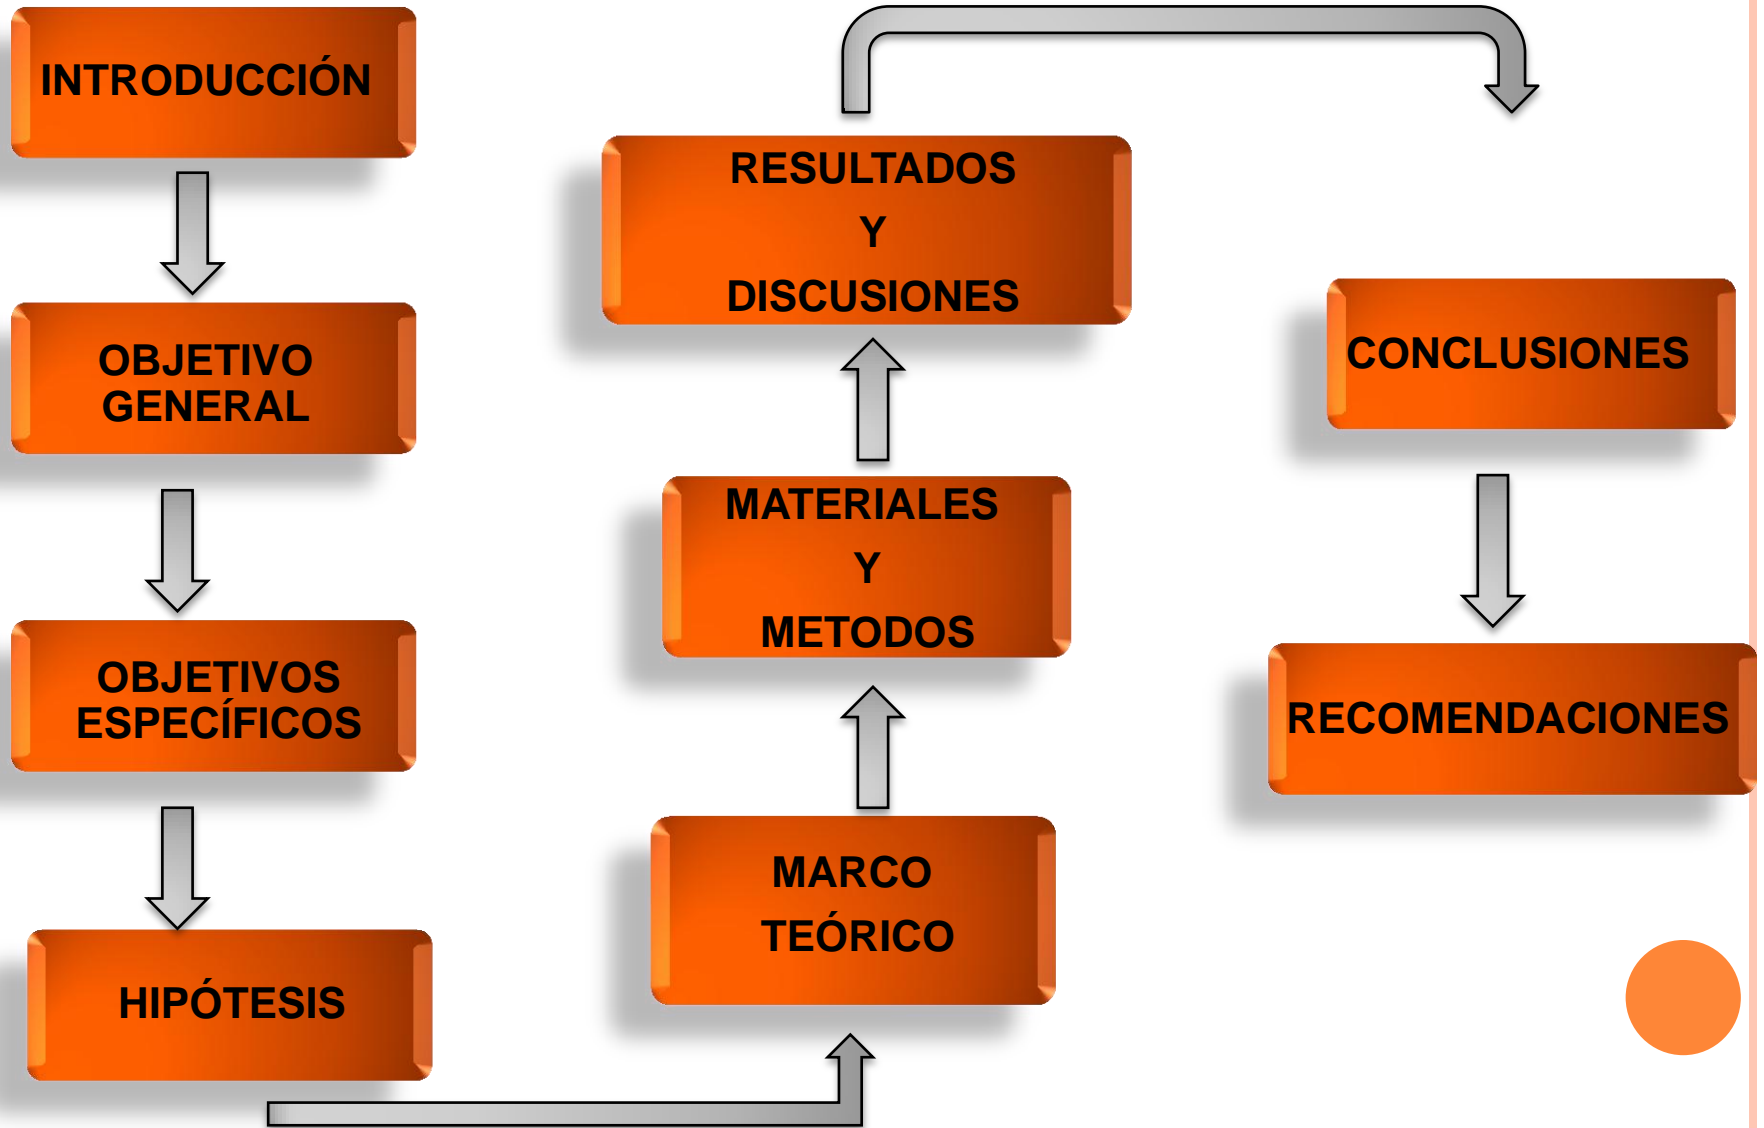 INTRODUCCIÓN
OBJETIVO
GENERAL
OBJETIVOS
ESPECÍFICOS
HIPÓTESIS
MARCO
TEÓRICO
MATERIALES
Y
METODOS
RESULTADOS
Y
DISCUSIONES
CONCLUSIONES
RECOMENDACIONES